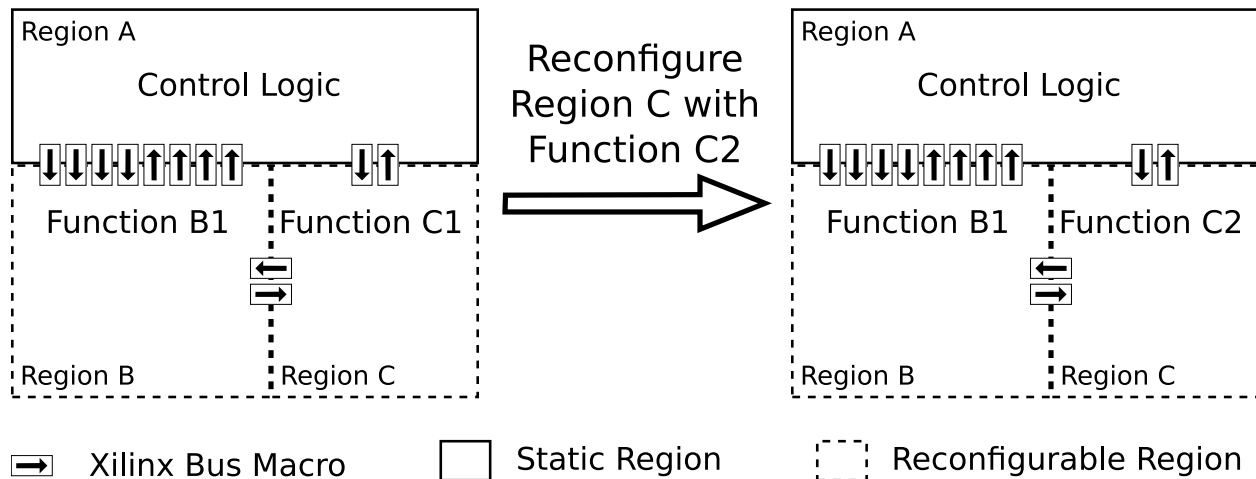 Region A
Control Logic
Function B1
Function C1
Region B
Region C
Reconfigure
Region C with
Function C2
Region A
Control Logic
Function B1
Function C2
Region B
Region C
Xilinx Bus Macro
Static Region
Reconfigurable Region